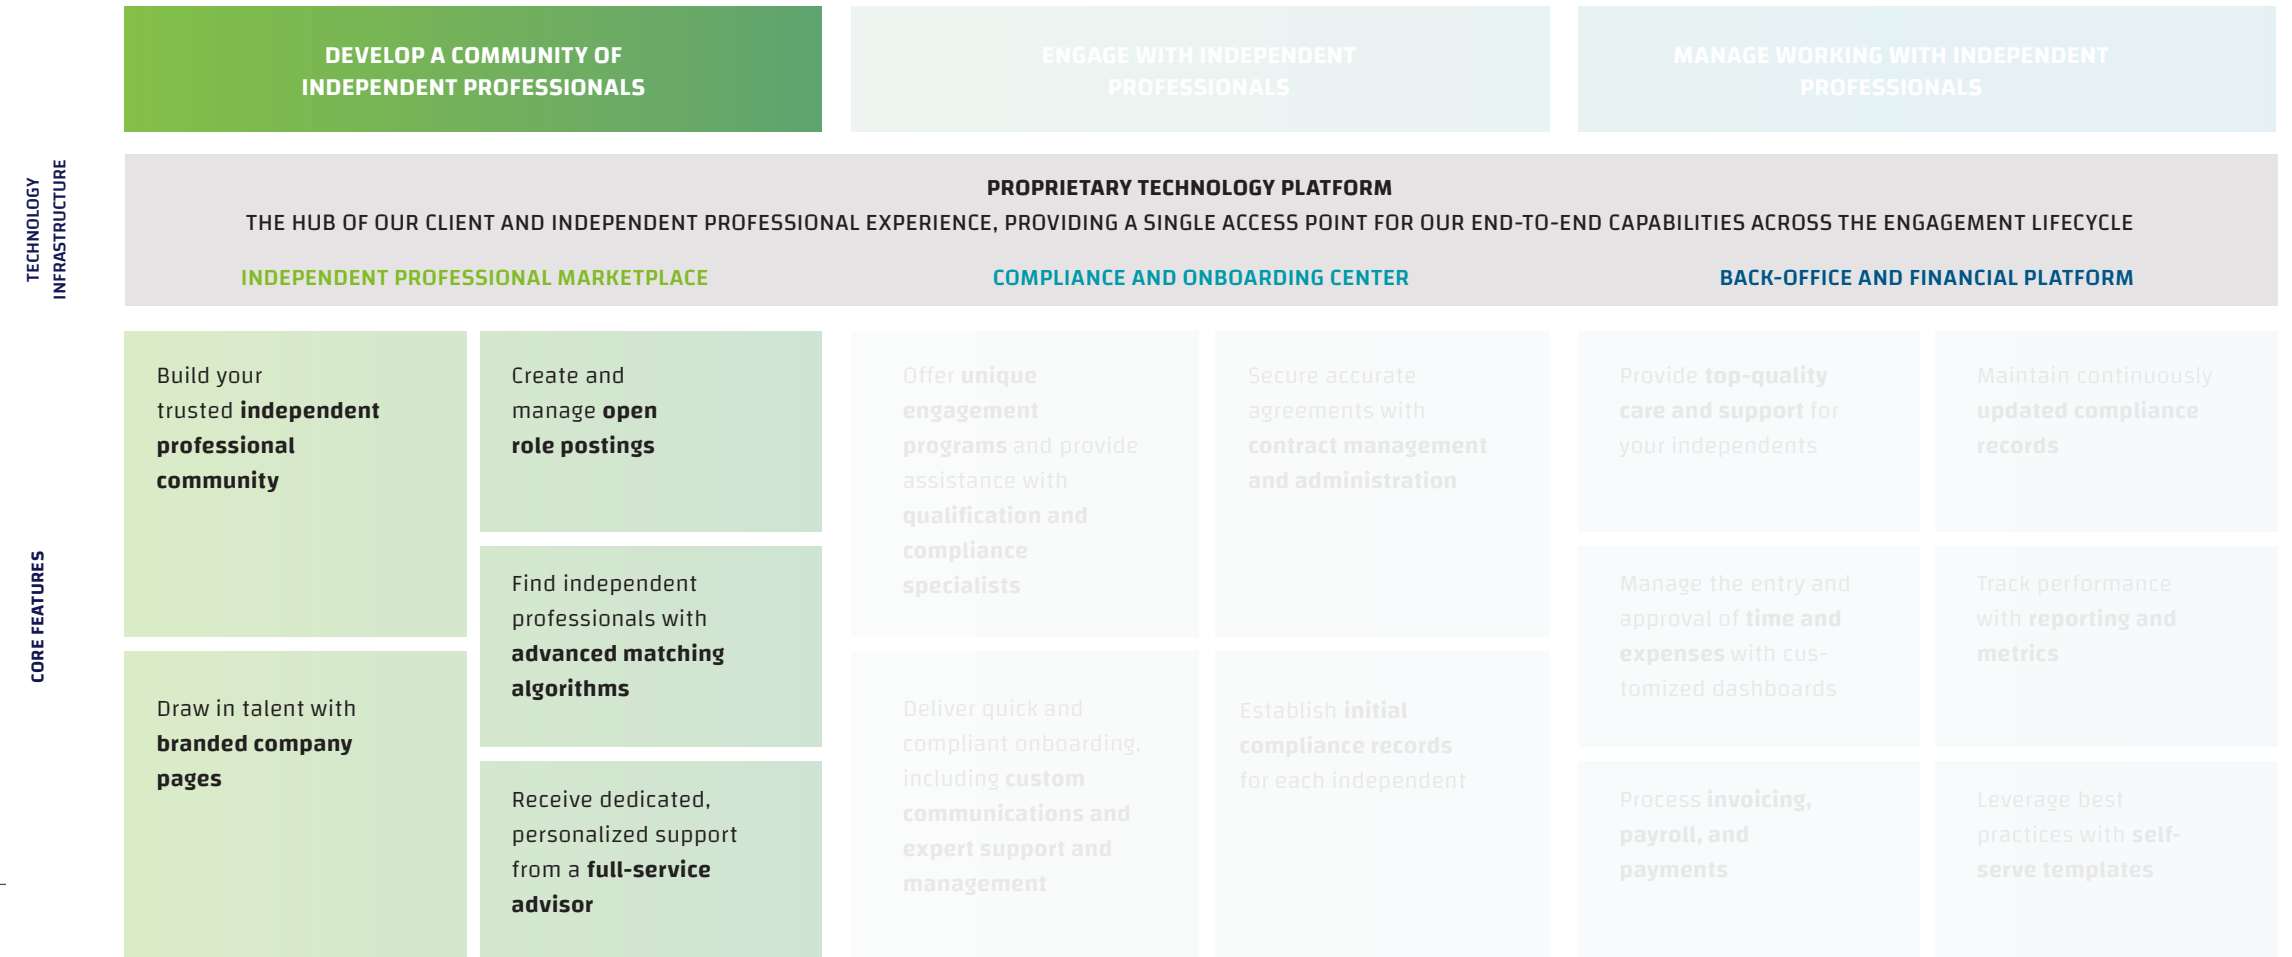 DEVELOP A COMMUNITY OF
INDEPENDENT PROFESSIONALS
ENGAGE WITH INDEPENDENT
PROFESSIONALS
MANAGE WORKING WITH INDEPENDENT
PROFESSIONALS
TECHNOLOGY
INFRASTRUCTURE
PROPRIETARY TECHNOLOGY PLATFORM
THE HUB OF OUR CLIENT AND INDEPENDENT PROFESSIONAL EXPERIENCE, PROVIDING A SINGLE ACCESS POINT FOR OUR END-TO-END CAPABILITIES ACROSS THE ENGAGEMENT LIFECYCLE
INDEPENDENT PROFESSIONAL MARKETPLACE
COMPLIANCE AND ONBOARDING CENTER
BACK-OFFICE AND FINANCIAL PLATFORM
CORE FEATURES
Build your
trusted independent
professional
community
Draw in talent with
branded company
pages
Create and
manage open
role postings
Find independent
professionals with
advanced matching
algorithms
Receive dedicated,
personalized support
from a full-service
advisor
Offer unique
engagement
programs and provide
assistance with
qualification and
compliance
specialists
Deliver quick and
compliant onboarding,
including custom
communications and
expert support and
management
Secure accurate
agreements with
contract management
and administration
Establish initial
compliance records
for each independent
Provide top-quality
care and support for
your independents
Manage the entry and
approval of time and
expenses with cus-
tomized dashboards
Process invoicing,
payroll, and
payments
Maintain continuously
updated compliance
records
Track performance
with reporting and
metrics
Leverage best
practices with self-
serve templates